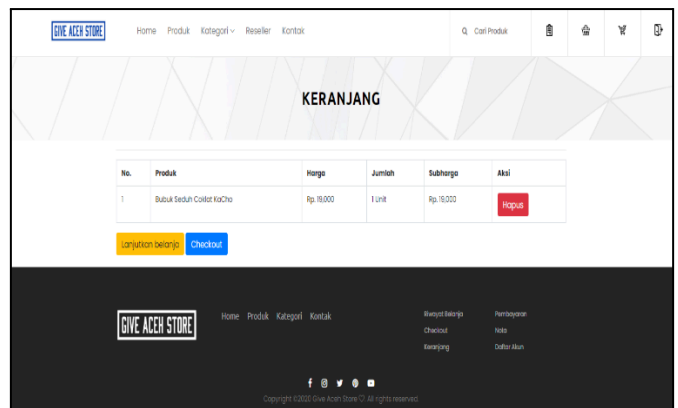 GIVE ACEH STORE Home Produk Kategori Reseller Kontak Cari Produk
KERANJANG
No. Produk Harga Jumlah Subharga Aksi
1 Bubuk Seduh Coklat KaCho Rp. 19,000 1 Unit Rp. 19,000 Hapus
Lanjutkan belanja Checkout
GIVE ACEH STORE Home Produk Kategori Kontak
Riwayat Belanja Pembayaran
Checkout Nota
Keranjang Daftar Akun
Copyright ©2020 Give Aceh Store All rights reserved.